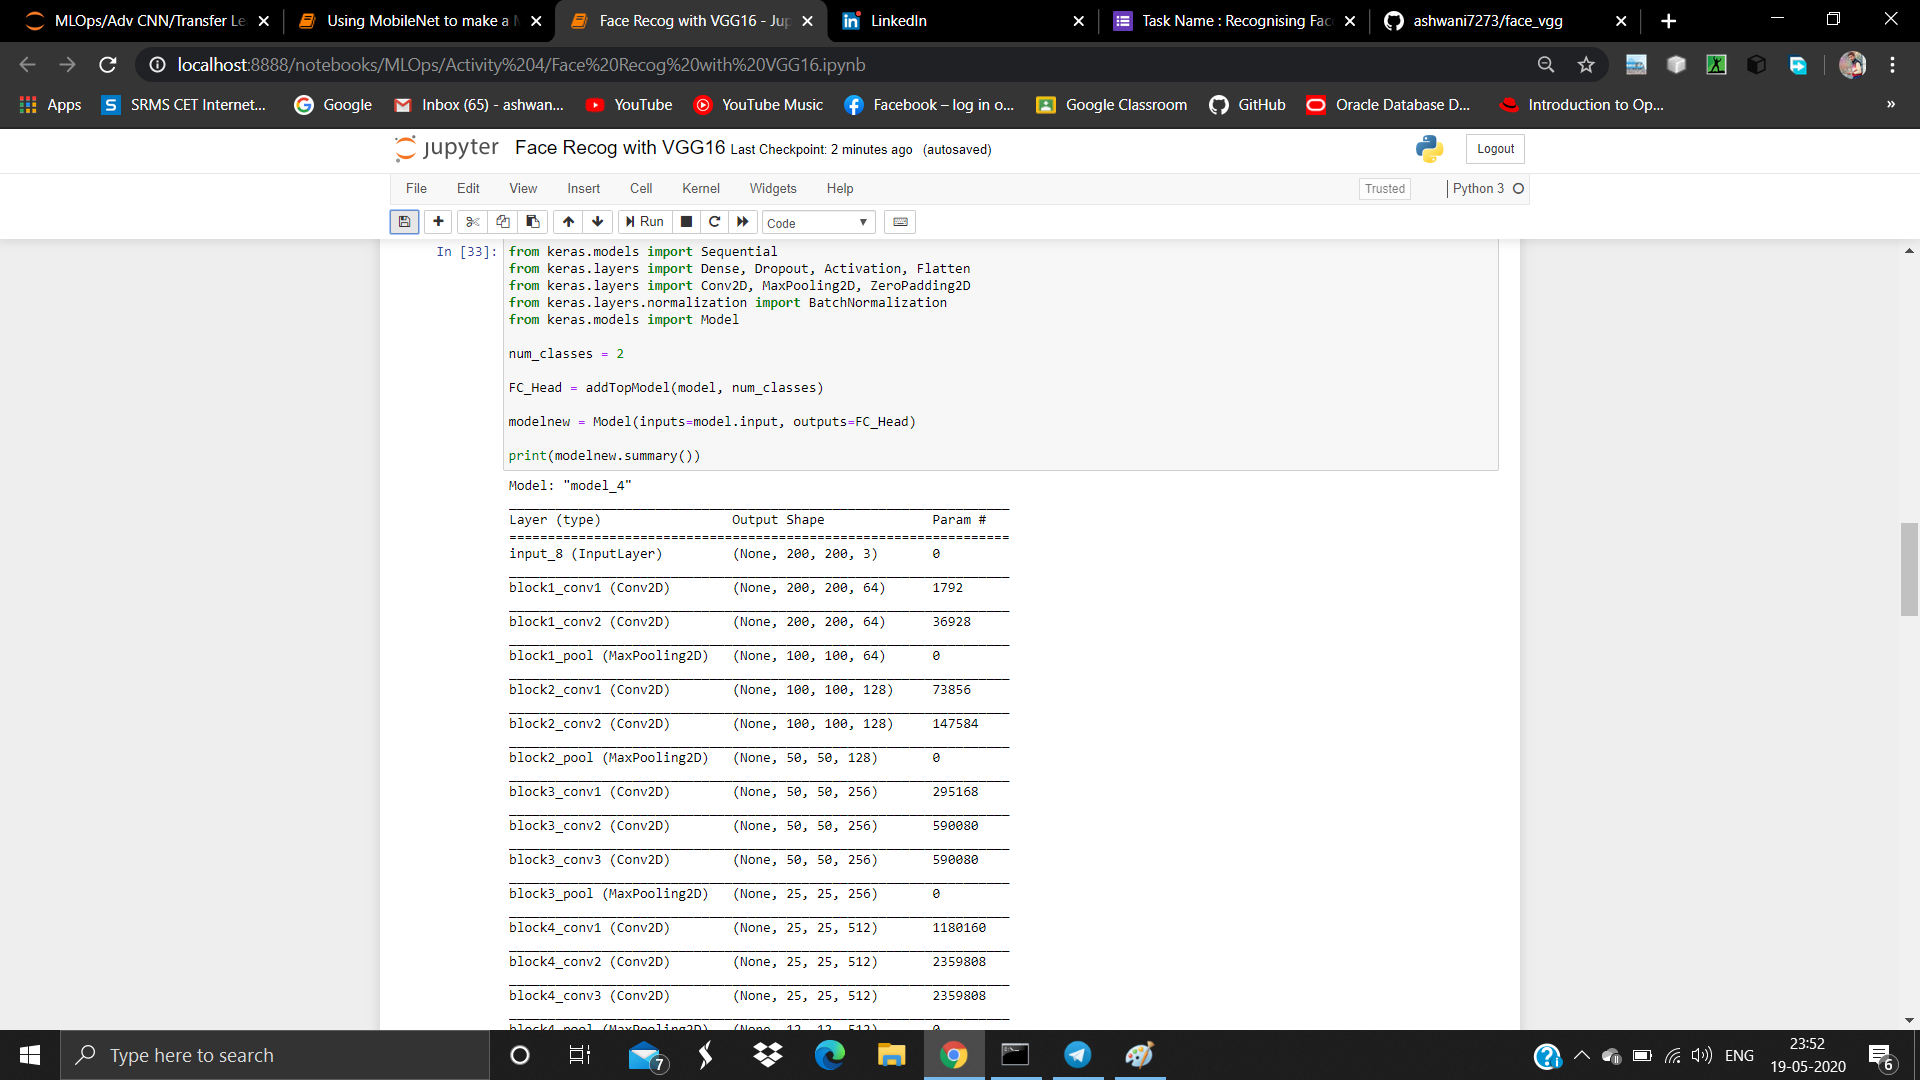 MLOps/Adv CNN/Transfer Le
Using MobileNet to make a M
Face Recog with VGG16 - Jup
LinkedIn
Task Name : Recognising Fac
ashwani7273/face_vgg
localhost:8888/notebooks/MLOps/Activity%204/Face%20Recog%20with%20VGG16.ipynb
Apps
SRMS CET Internet...
Google
Inbox (65) - ashwan...
YouTube
YouTube Music
Facebook – log in o...
Google Classroom
GitHub
Oracle Database D...
Introduction to Op...
»
jupyter Face Recog with VGG16 Last Checkpoint: 2 minutes ago (autosaved)
Logout
File Edit View Insert Cell Kernel Widgets Help
Trusted
Python 3
Run
Code
In [33]:
from keras.models import Sequential
from keras.layers import Dense, Dropout, Activation, Flatten
from keras.layers import Conv2D, MaxPooling2D, ZeroPadding2D
from keras.layers.normalization import BatchNormalization
from keras.models import Model
num_classes = 2
FC_Head = addTopModel(model, num_classes)
modelnew = Model(inputs=model.input, outputs=FC_Head)
print(modelnew.summary())
Model: "model_4"
Layer (type) Output Shape Param #
=================================================================
input_8 (InputLayer) (None, 200, 200, 3) 0
block1_conv1 (Conv2D) (None, 200, 200, 64) 1792
block1_conv2 (Conv2D) (None, 200, 200, 64) 36928
block1_pool (MaxPooling2D) (None, 100, 100, 64) 0
block2_conv1 (Conv2D) (None, 100, 100, 128) 73856
block2_conv2 (Conv2D) (None, 100, 100, 128) 147584
block2_pool (MaxPooling2D) (None, 50, 50, 128) 0
block3_conv1 (Conv2D) (None, 50, 50, 256) 295168
block3_conv2 (Conv2D) (None, 50, 50, 256) 590080
block3_conv3 (Conv2D) (None, 50, 50, 256) 590080
block3_pool (MaxPooling2D) (None, 25, 25, 256) 0
block4_conv1 (Conv2D) (None, 25, 25, 512) 1180160
block4_conv2 (Conv2D) (None, 25, 25, 512) 2359808
block4_conv3 (Conv2D) (None, 25, 25, 512) 2359808
block4_pool (MaxPooling2D) (None, 12, 12, 512) 0
Type here to search
7
ENG
23:52
19-05-2020
6